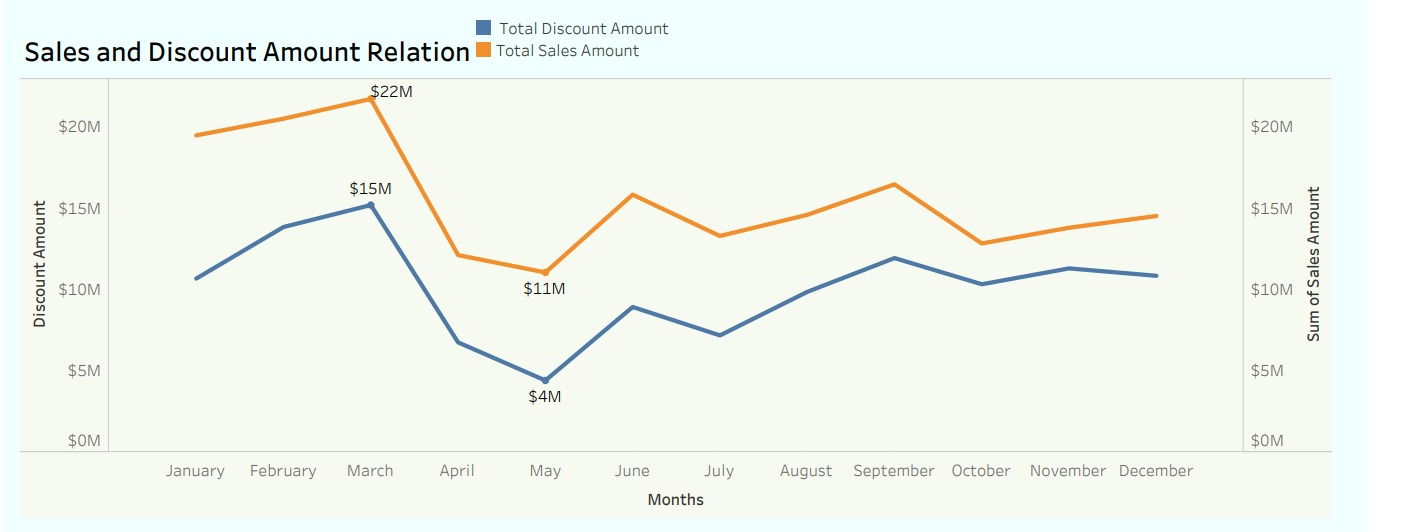 Total Discount Amount
Sales and Discount Amount Relation
Total Sales Amount
$22M
$20M
$20M
$15M
$15M
$15M
Discount Amount
Sum of Sales Amount
$10M
$11M
$10M
$5M
$5M
$4M
$0M
$0M
January February March April May June July August September October November December
Months